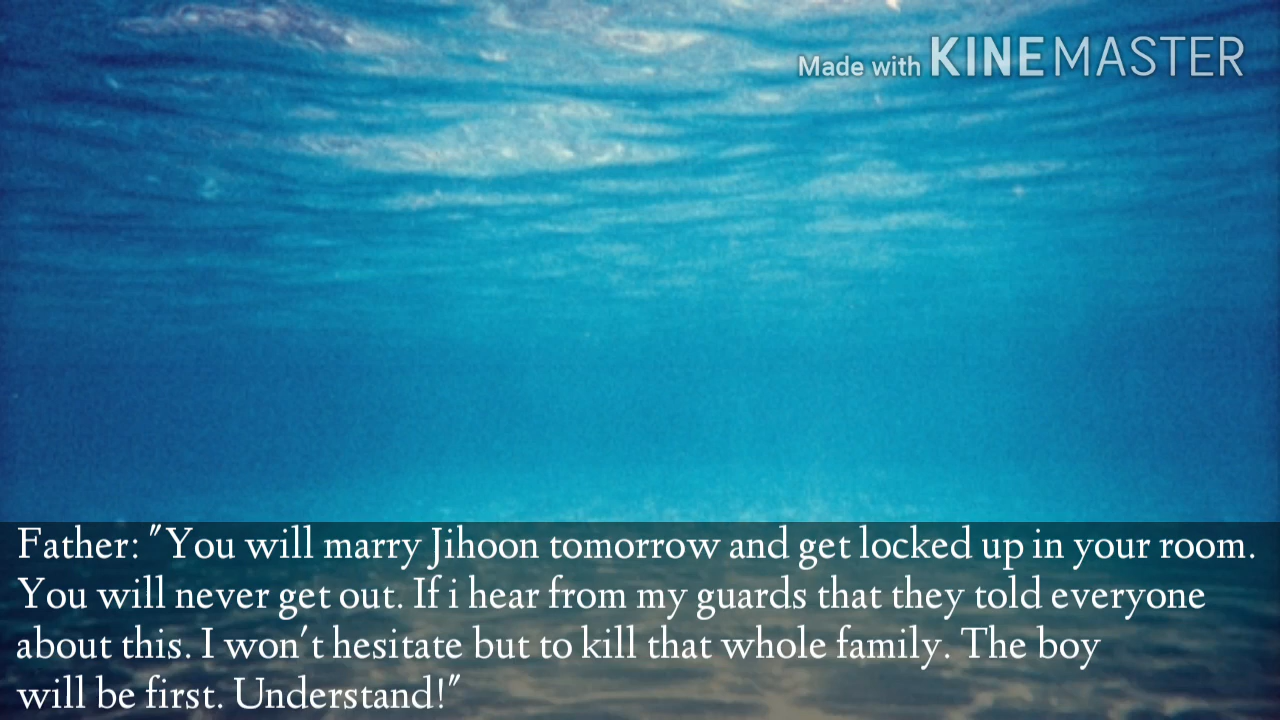 Made with KINEMASTER
Father: "You will marry Jihoon tomorrow and get locked up in your room.
You will never get out. If i hear from my guards that they told everyone
about this. I won't hesitate but to kill that whole family. The boy
will be first. Understand!"